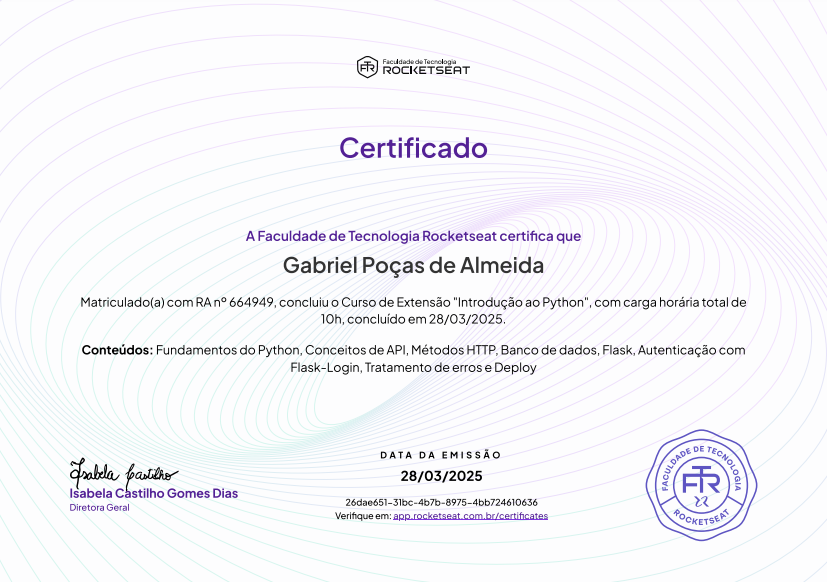 Faculdade de Tecnologia
ROCKETSEAT
Certificado
A Faculdade de Tecnologia Rocketseat certifica que
Gabriel Poças de Almeida
Matriculado(a) com RA nº 664949, concluiu o Curso de Extensão "Introdução ao Python", com carga horária total de
10h, concluído em 28/03/2025.
Conteúdos: Fundamentos do Python, Conceitos de API, Métodos HTTP, Banco de dados, Flask, Autenticação com
Flask-Login, Tratamento de erros e Deploy
Isabela Castilho
Isabela Castilho Gomes Dias
Diretora Geral
DATA DA EMISSÃO
28/03/2025
26dae651-31bc-4b7b-8975-4bb724610636
Verifique em: app.rocketseat.com.br/certificates
FACULDADE DE TECNOLOGIA
FTR
ROCKETSEAT